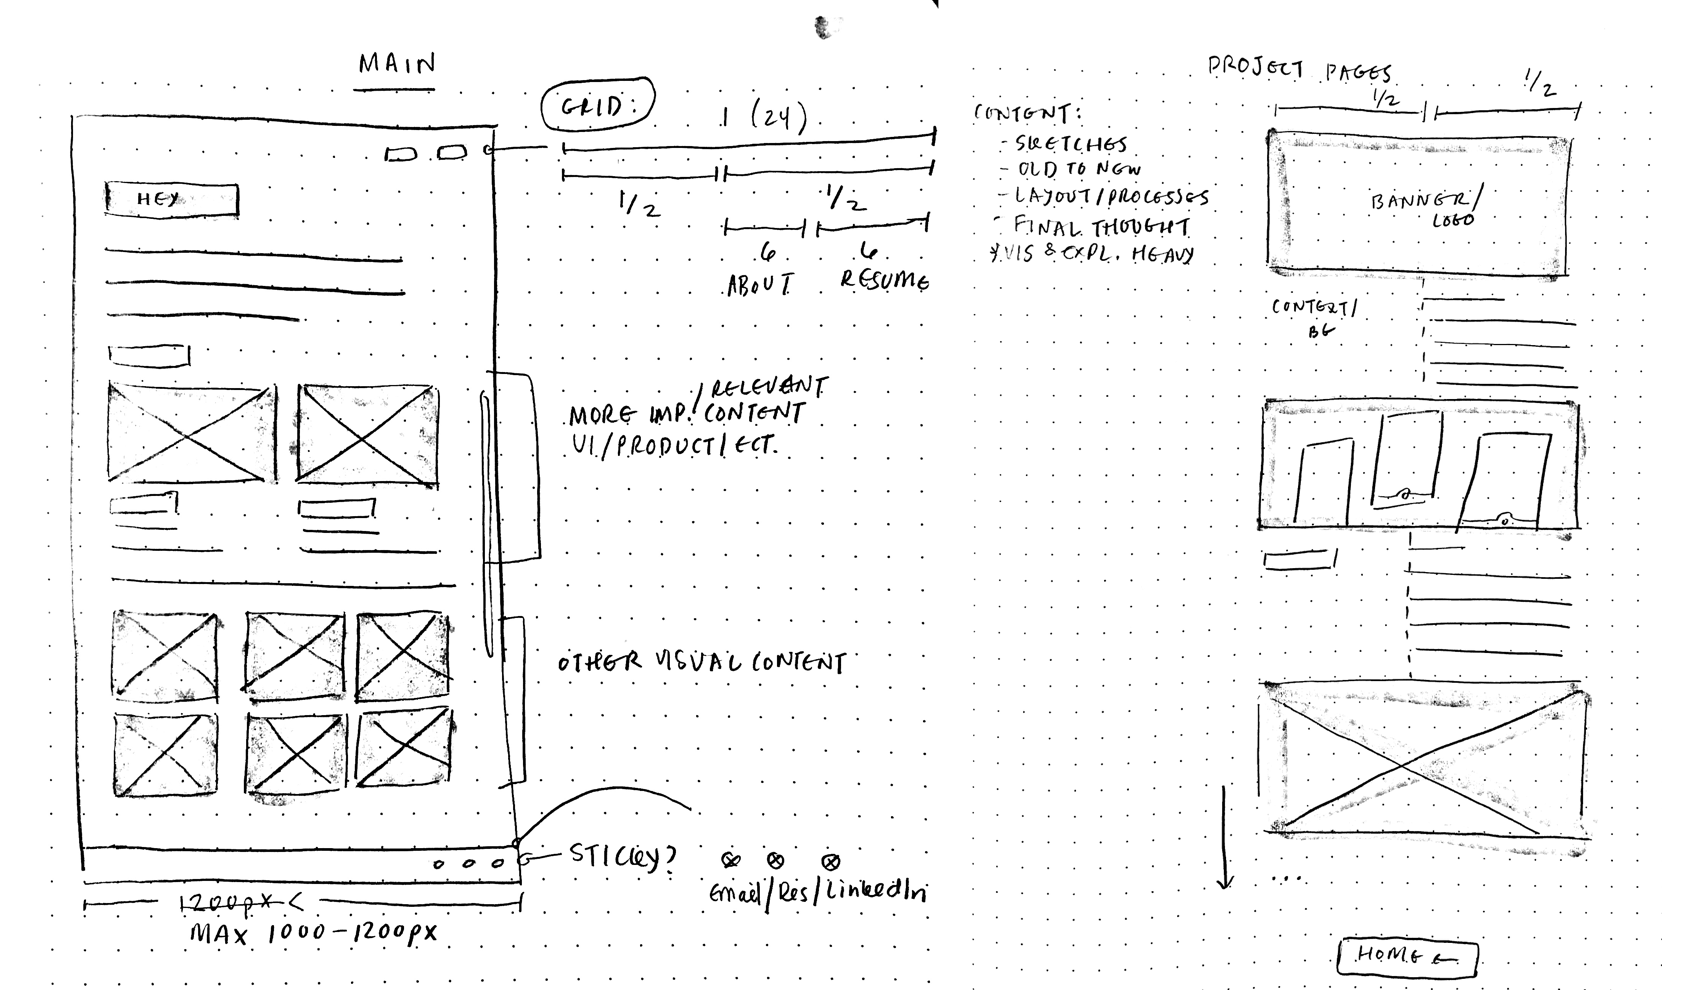 MAIN
HEY
GRID:
1 (24)
1/2
1/2
6
6
ABOUT
RESUME
MORE IMP./RELEVANT
CONTENT
UI/PRODUCT/ECT.
OTHER VISUAL CONTENT
STICKY?
Email/Res/LinkedIn
1200px <
MAX 1000-1200PX
PROJECT PAGES
CONTENT:
- SKETCHES
- OLD TO NEW
- LAYOUT/PROCESSES
- FINAL THOUGHT
*VIS & EXPL. HEAVY
1/2
1/2
BANNER/
LOGO
CONTEXT/
BG
...
HOME ←